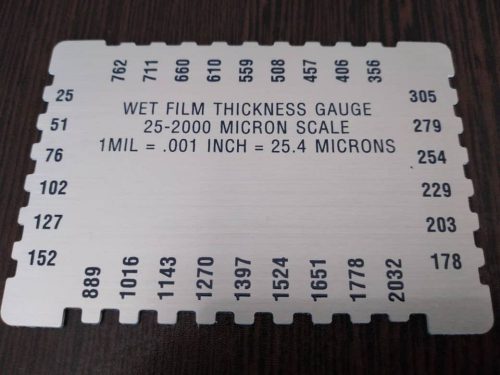 762 711 660 610 559 508 457 406 356
25 305
51 279
76 254
102 229
127 203
152 178
WET FILM THICKNESS GAUGE
25-2000 MICRON SCALE
1MIL = .001 INCH = 25.4 MICRONS
889 1016 1143 1270 1397 1524 1651 1778 2032